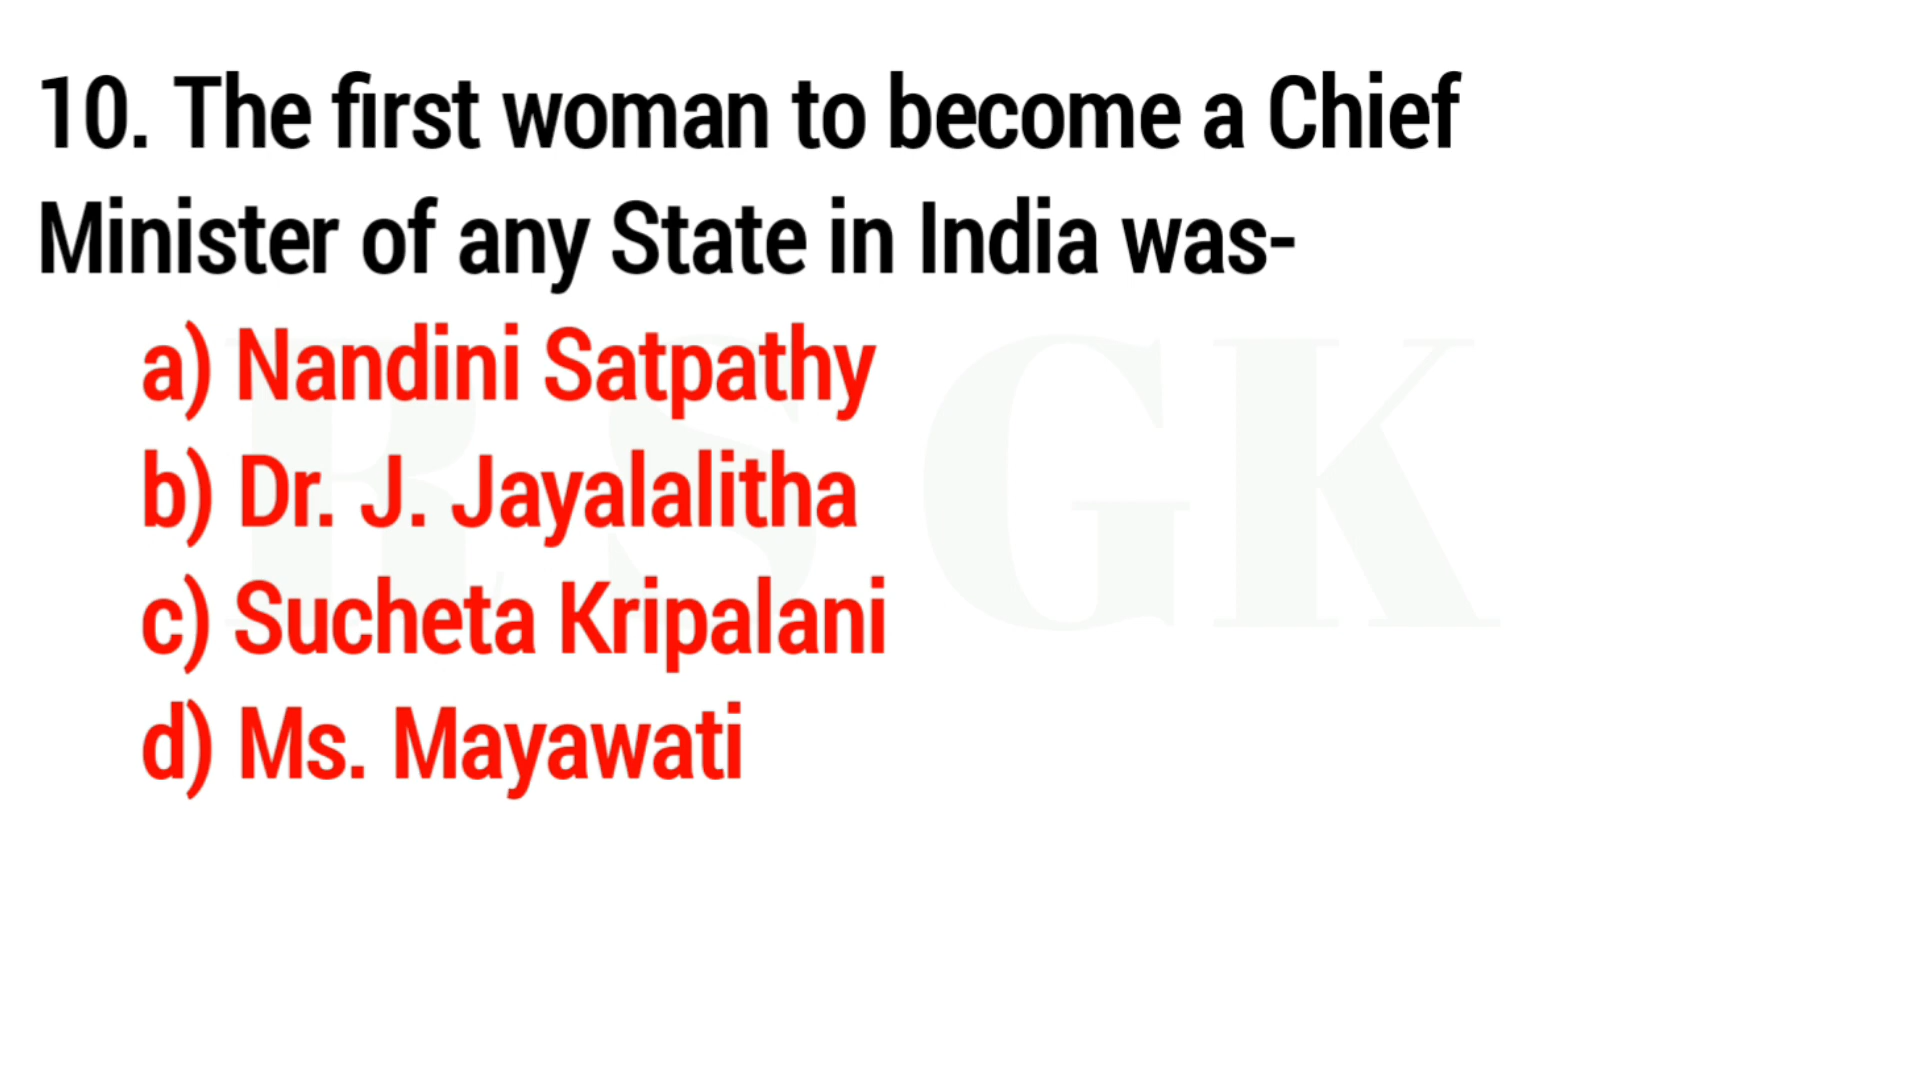 10. The first woman to become a Chief
Minister of any State in India was-
a) Nandini Satpathy
b) Dr. J. Jayalalitha
c) Sucheta Kripalani
d) Ms. Mayawati
R S GK